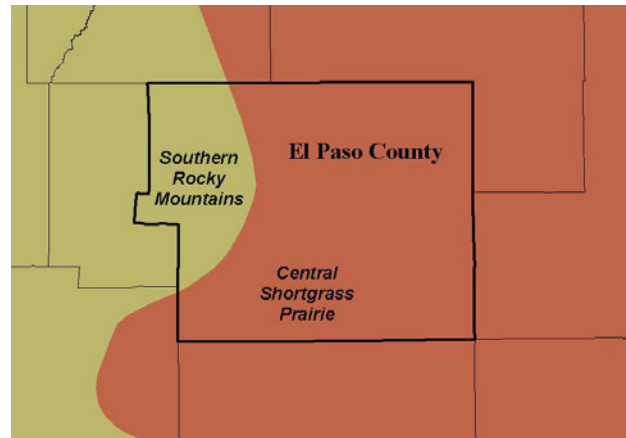 El Paso County
Southern
Rocky
Mountains
Central
Shortgrass
Prairie